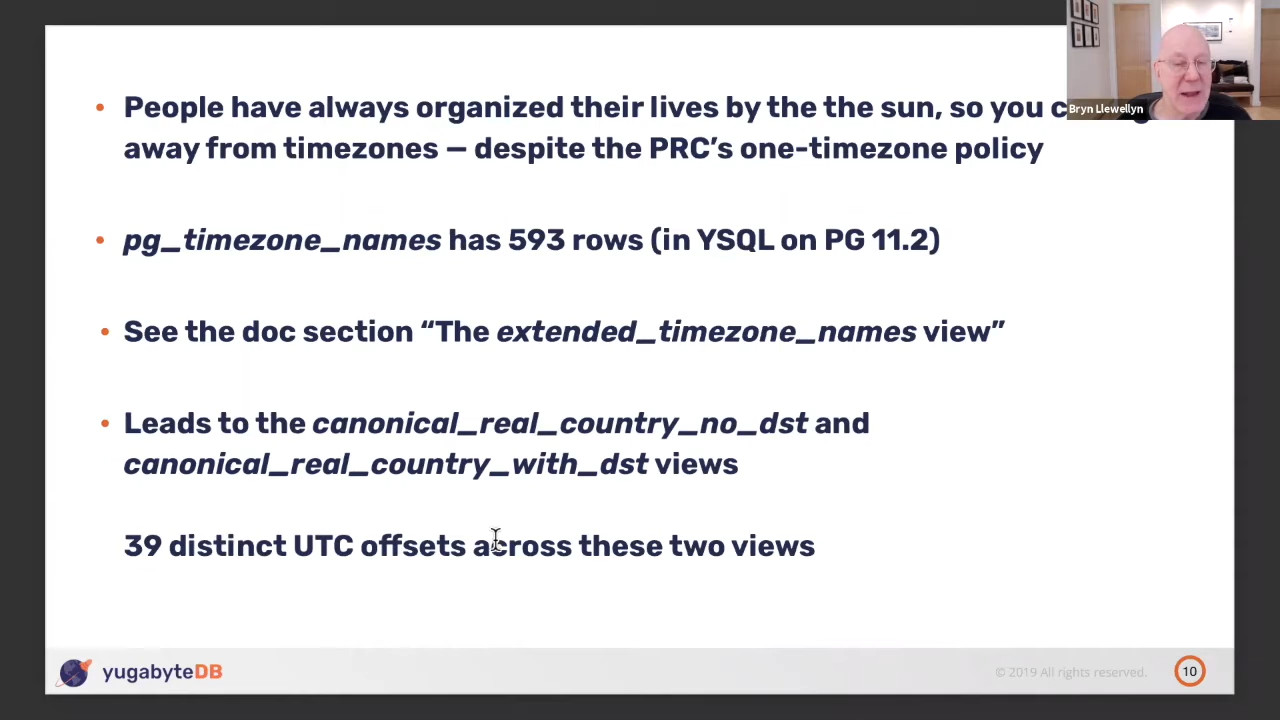 • People have always organized their lives by the the sun, so you c
away from timezones — despite the PRC's one-timezone policy
• pg_timezone_names has 593 rows (in YSQL on PG 11.2)
• See the doc section “The extended_timezone_names view”
• Leads to the canonical_real_country_no_dst and
canonical_real_country_with_dst views
39 distinct UTC offsets across these two views
Bryn Llewellyn
yugabyteDB
© 2019 All rights reserved.
10